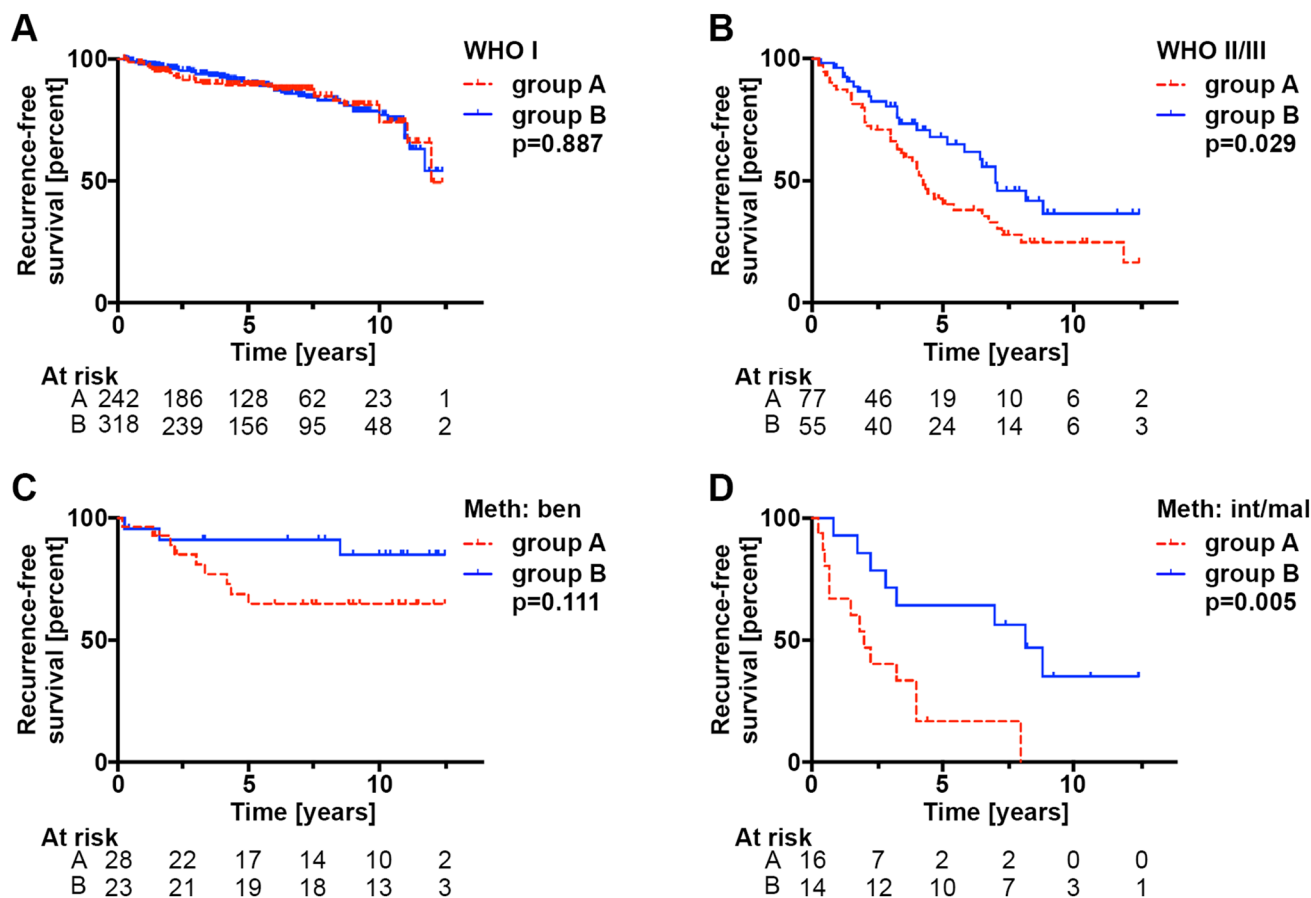 A
WHO I
group A
group B
p=0.887
Recurrence-free
survival [percent]
100
50
0
0 5 10
Time [years]
At risk
A 242 186 128 62 23 1
B 318 239 156 95 48 2
B
WHO II/III
group A
group B
p=0.029
Recurrence-free
survival [percent]
100
50
0
0 5 10
Time [years]
At risk
A 77 46 19 10 6 2
B 55 40 24 14 6 3
C
Meth: ben
group A
group B
p=0.111
Recurrence-free
survival [percent]
100
50
0
0 5 10
Time [years]
At risk
A 28 22 17 14 10 2
B 23 21 19 18 13 3
D
Meth: int/mal
group A
group B
p=0.005
Recurrence-free
survival [percent]
100
50
0
0 5 10
Time [years]
At risk
A 16 7 2 2 0 0
B 14 12 10 7 3 1